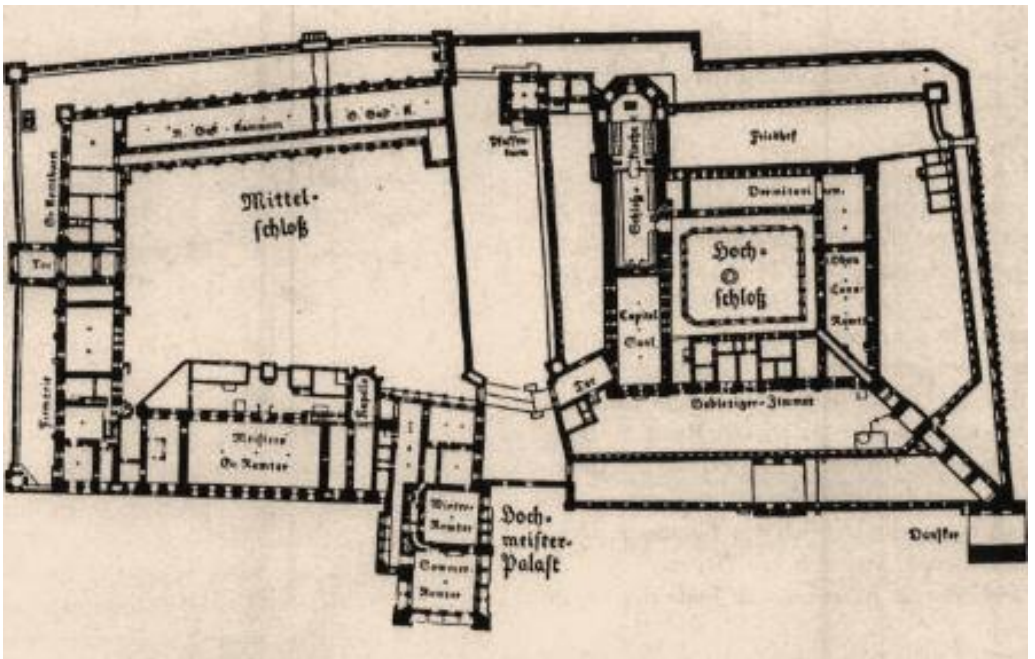 Mittel-
ſchloß
Pfaffen-
turm
Schloß-
Kirche
Friedhof
Dormitorium.
Hoch-
ſchloß
Capitel
Saal
Tor
Tor
Gebietiger-Zimmer
Firmarie
Kapelle
Meiſters
Gr. Remter
Winter-
Remter
Sommer
Remter
Hoch-
meiſter-
Palaſt
Danſker